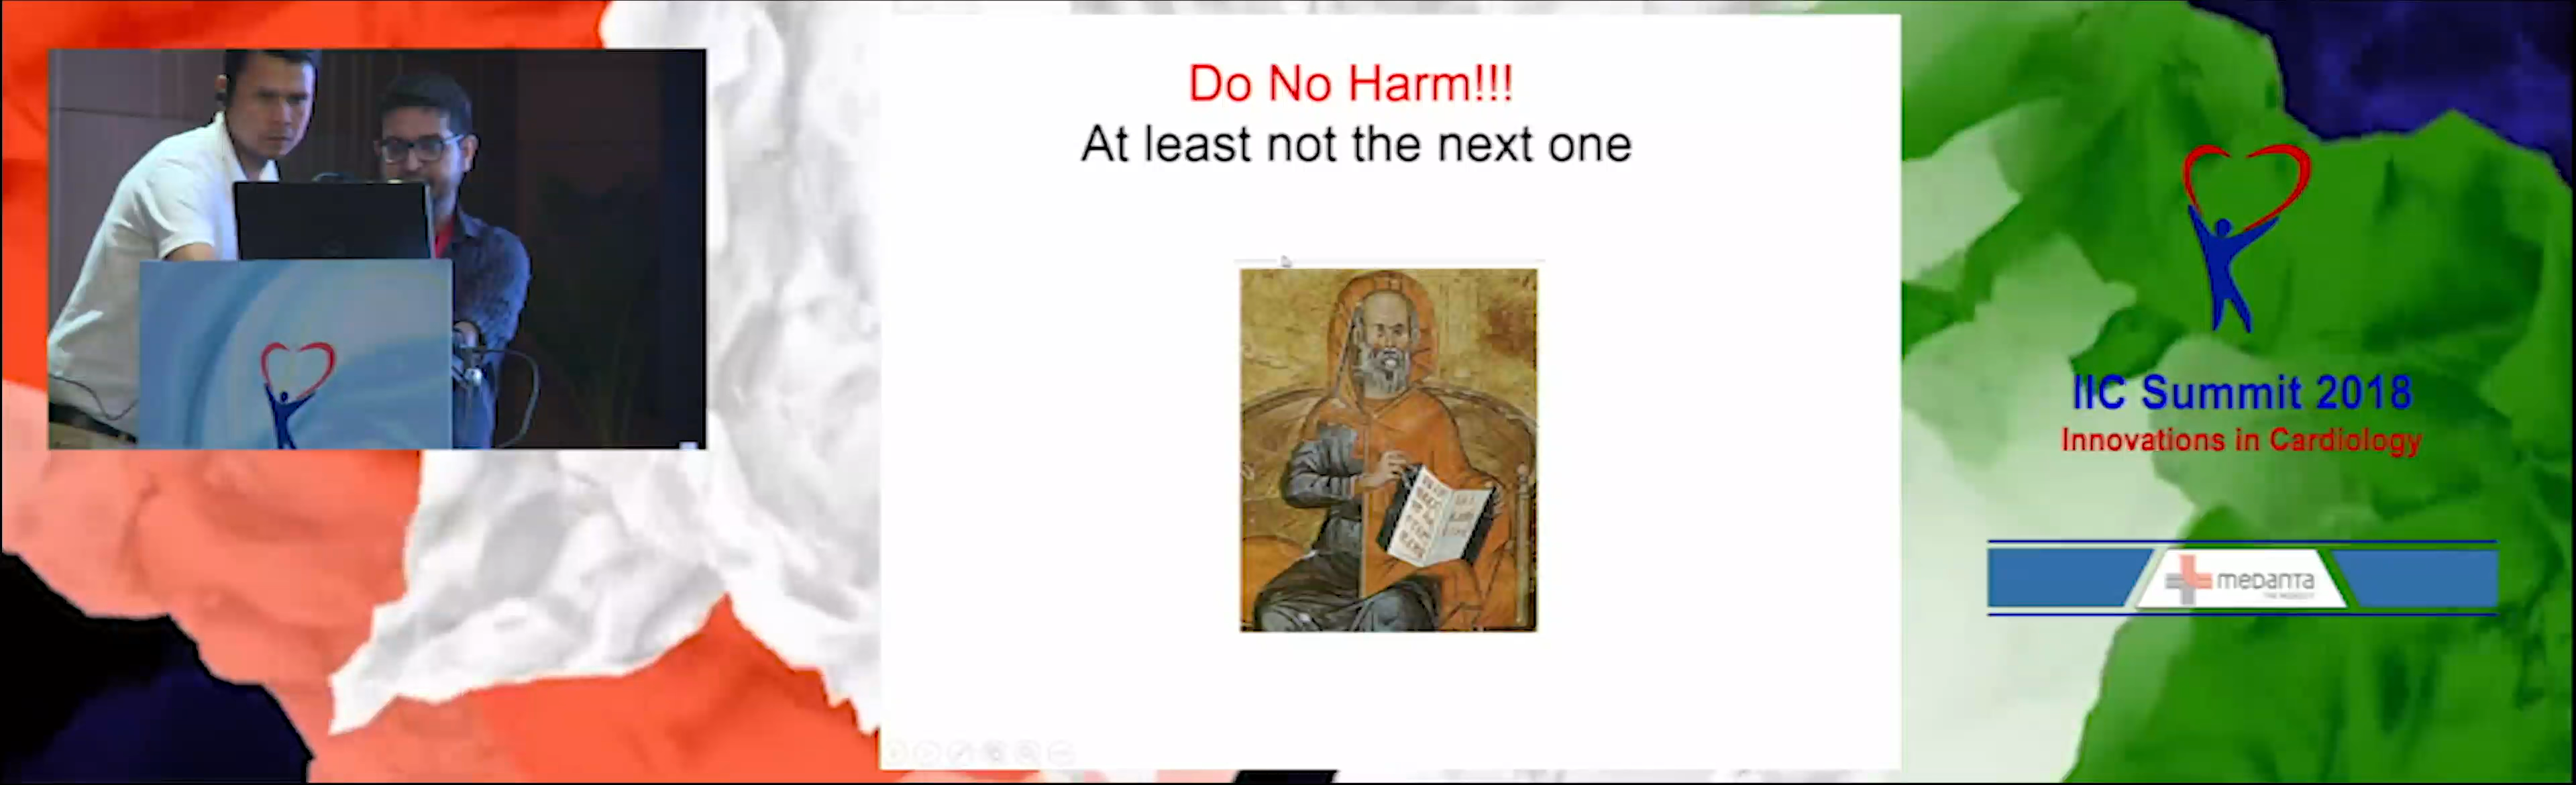 Do No Harm!!!
At least not the next one
IIC Summit 2018
Innovations in Cardiology
medanta